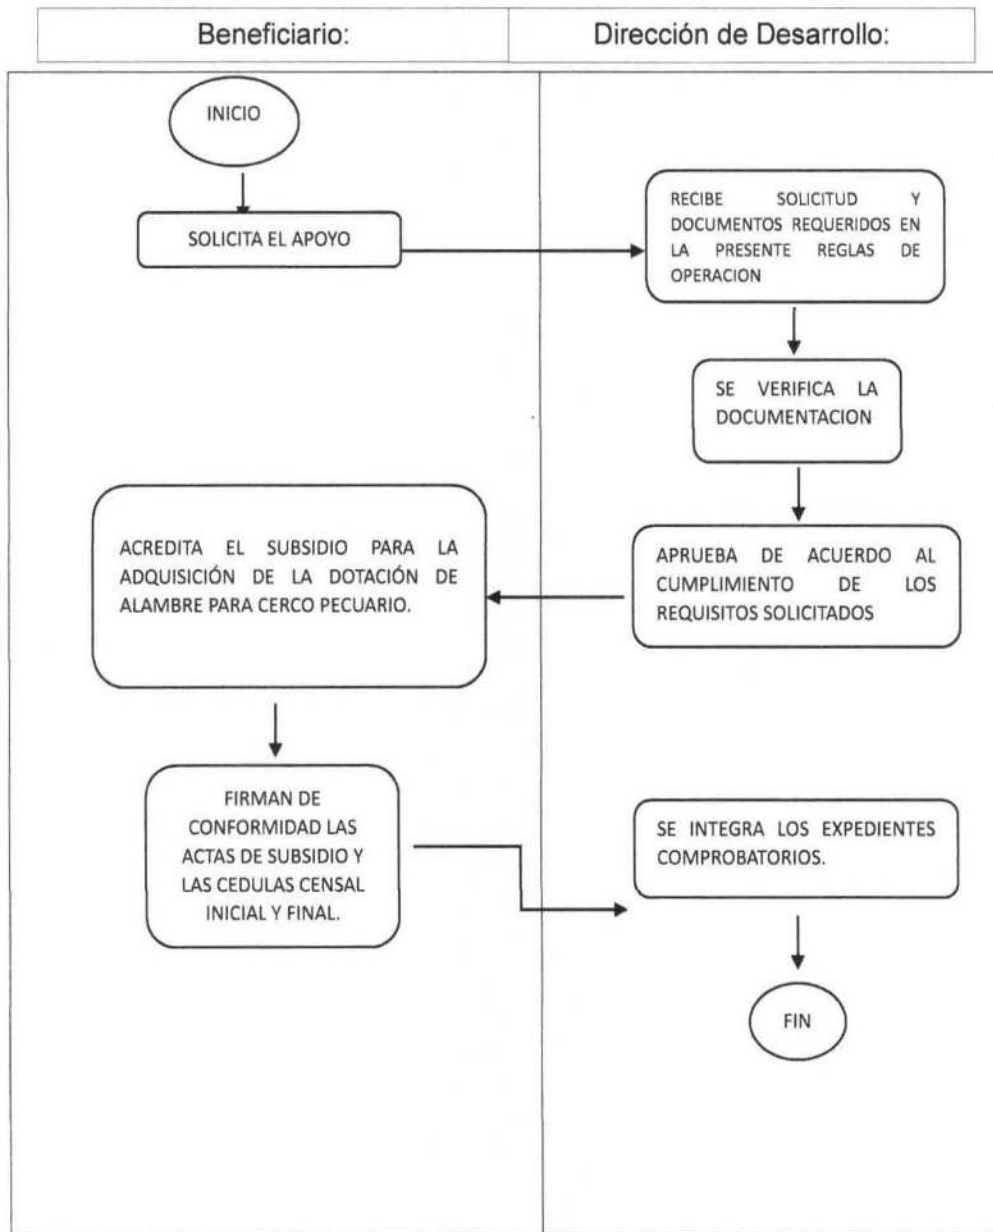 Beneficiario:
Dirección de Desarrollo:
INICIO
SOLICITA EL APOYO
RECIBE SOLICITUD Y
DOCUMENTOS REQUERIDOS EN
LA PRESENTE REGLAS DE
OPERACION
SE VERIFICA LA
DOCUMENTACION
APRUEBA DE ACUERDO AL
CUMPLIMIENTO DE LOS
REQUISITOS SOLICITADOS
ACREDITA EL SUBSIDIO PARA LA
ADQUISICIÓN DE LA DOTACIÓN DE
ALAMBRE PARA CERCO PECUARIO.
FIRMAN DE
CONFORMIDAD LAS
ACTAS DE SUBSIDIO Y
LAS CEDULAS CENSAL
INICIAL Y FINAL.
SE INTEGRA LOS EXPEDIENTES
COMPROBATORIOS.
FIN